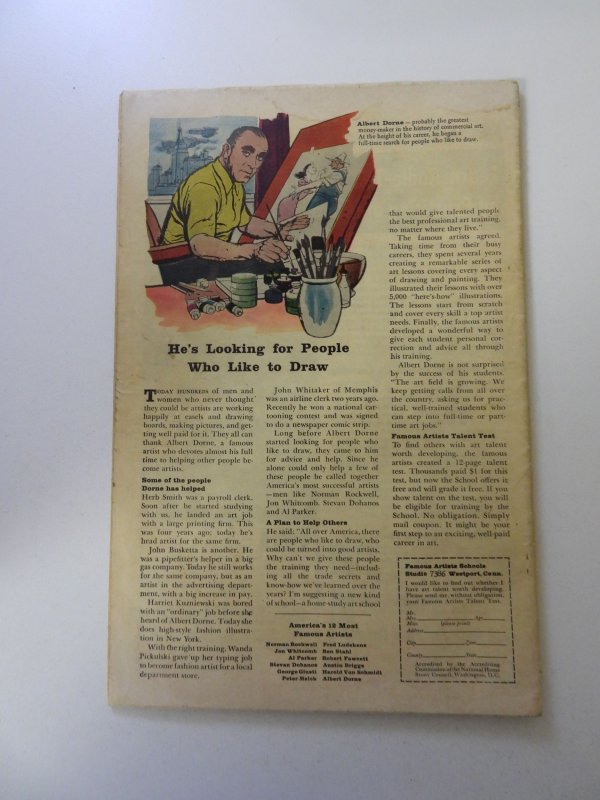 Albert Dorne — probably the greatest
money-maker in the history of commercial art.
At the height of his career, he began a
full-time search for people who like to draw.
He's Looking for People
Who Like to Draw
TODAY HUNDREDS of men and
women who never thought
they could be artists are working
happily at easels and drawing
boards, making pictures, and get-
ting well paid for it. They all can
thank Albert Dorne, a famous
artist who devotes almost his full
time to helping other people be-
come artists.
Some of the people
Dorne has helped
Herb Smith was a payroll clerk.
Soon after be started studying
with us, he landed an art job
with a large printing firm. This
was four years ago; today he's
head artist for the same firm.
John Busketta is another. He
was a pipefitter's helper in a big
gas company. Today he still works
for the same company, but as an
artist in the advertising depart-
ment, with a big increase in pay.
Harriet Kuzniewski was bored
with an "ordinary" job before she
heard of Albert Dorne. Today she
does high-style fashion illustra-
tion in New York.
With the right training, Wanda
Pickulski gave up her typing job
to become fashion artist for a local
department store.
John Whitaker of Memphis
was an airline clerk two years ago.
Recently he won a national car-
tooning contest and was signed
to do a newspaper comic strip.
Long before Albert Dorne
started looking for people who
like to draw, they came to him
for advice and help. Since he
alone could only help a few of
these people he called together
America's most successful artists
—men like Norman Rockwell,
Jon Whitcomb, Stevan Dohanos
and Al Parker.
A Plan to Help Others
He said: "All over America, there
are people who like to draw, who
could be turned into good artists.
Why can't we give these people
the training they need—includ-
ing all the trade secrets and
know-how we've learned over the
years? I'm suggesting a new kind
of school—a home-study art school
America's 12 Most
Famous Artists
Norman Rockwell
Jon Whitcomb
Al Parker
Stevan Dohanos
George Giusti
Peter Helck
Fred Ludekens
Ben Stahl
Robert Fawcett
Austin Briggs
Harold Von Schmidt
Albert Dorne
that would give talented people
the best professional art training,
no matter where they live."
The famous artists agreed.
Taking time from their busy
careers, they spent several years
creating a remarkable series of
art lessons covering every aspect
of drawing and painting. They
illustrated their lessons with over
5,000 "here's-how" illustrations.
The lessons start from scratch
and cover every skill a top artist
needs. Finally, the famous artists
developed a wonderful way to
give each student personal cor-
rection and advice all through
his training.
Albert Dorne is not surprised
by the success of his students.
"The art field is growing. We
keep getting calls from all over
the country, asking us for prac-
tical, well-trained students who
can step into full-time or part-
time art jobs."
Famous Artists Talent Test
To find others with art talent
worth developing, the famous
artists created a 12-page talent
test. Thousands paid $1 for this
test, but now the School offers it
free and will grade it free. If you
show talent on the test, you will
be eligible for training by the
School. No obligation. Simply
mail coupon. It might be your
first step to an exciting, well-paid
career in art.
Famous Artists Schools
Studio 7386 Westport, Conn.
I would like to find out whether I
have art talent worth developing.
Please send me without obligation,
your Famous Artists Talent Test.
Mr.
Mrs.
Miss (please print) Age
Address
City Zone
County State
Accredited by the Accrediting
Commission of the National Home
Study Council, Washington, D.C.